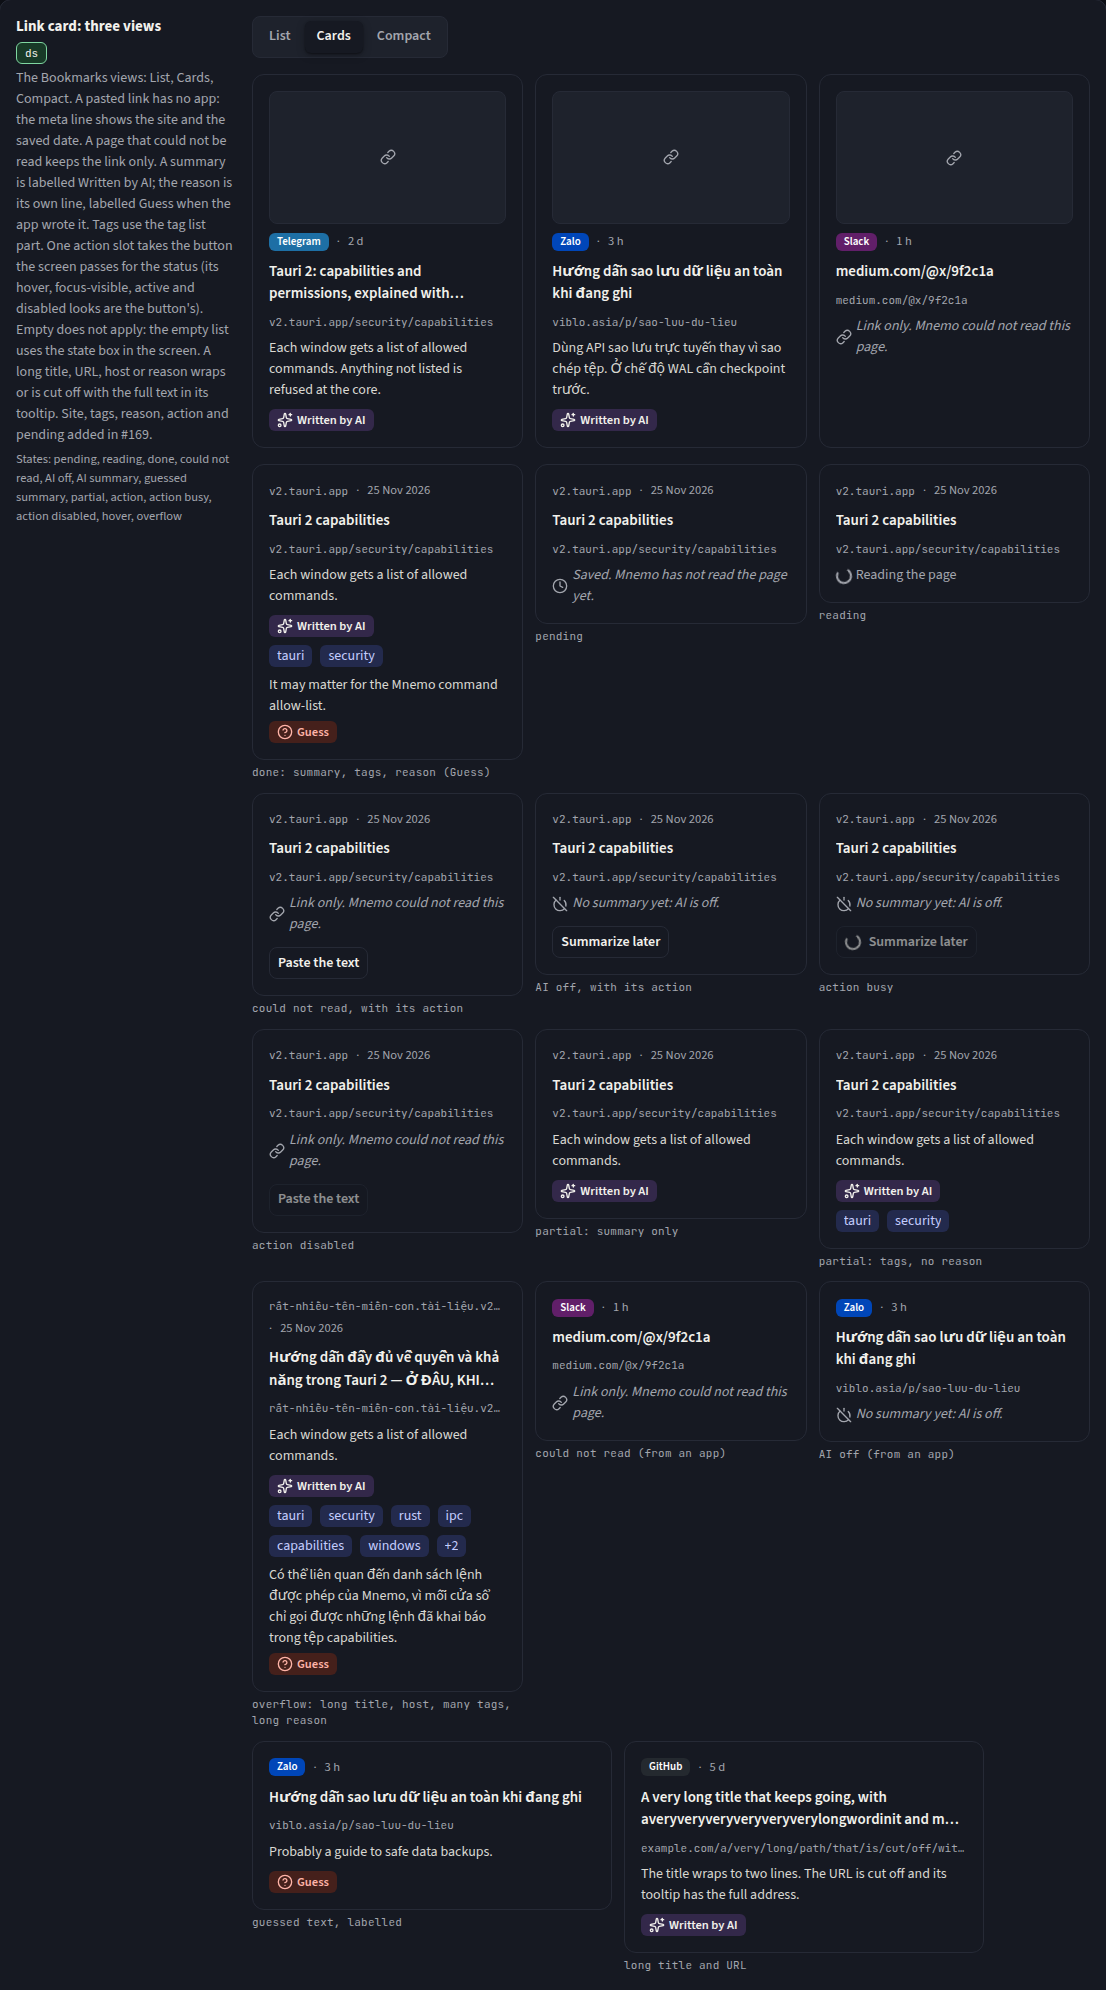 Link card: three views
ds
The Bookmarks views: List, Cards,
Compact. A pasted link has no app:
the meta line shows the site and the
saved date. A page that could not be
read keeps the link only. A summary
is labelled Written by AI; the reason is
its own line, labelled Guess when the
app wrote it. Tags use the tag list
part. One action slot takes the button
the screen passes for the status (its
hover, focus-visible, active and
disabled looks are the button's).
Empty does not apply: the empty list
uses the state box in the screen. A
long title, URL, host or reason wraps
or is cut off with the full text in its
tooltip. Site, tags, reason, action and
pending added in #169.
States: pending, reading, done, could not
read, AI off, AI summary, guessed
summary, partial, action, action busy,
action disabled, hover, overflow
List Cards Compact
Telegram · 2 d
Tauri 2: capabilities and
permissions, explained with…
v2.tauri.app/security/capabilities
Each window gets a list of allowed
commands. Anything not listed is
refused at the core.
Written by AI
Zalo · 3 h
Hướng dẫn sao lưu dữ liệu an toàn
khi đang ghi
viblo.asia/p/sao-luu-du-lieu
Dùng API sao lưu trực tuyến thay vì sao
chép tệp. Ở chế độ WAL cần checkpoint
trước.
Written by AI
Slack · 1 h
medium.com/@x/9f2c1a
medium.com/@x/9f2c1a
Link only. Mnemo could not read this
page.
v2.tauri.app · 25 Nov 2026
Tauri 2 capabilities
v2.tauri.app/security/capabilities
Each window gets a list of allowed
commands.
Written by AI
tauri security
It may matter for the Mnemo command
allow-list.
Guess
done: summary, tags, reason (Guess)
v2.tauri.app · 25 Nov 2026
Tauri 2 capabilities
v2.tauri.app/security/capabilities
Saved. Mnemo has not read the page
yet.
pending
v2.tauri.app · 25 Nov 2026
Tauri 2 capabilities
v2.tauri.app/security/capabilities
Reading the page
reading
v2.tauri.app · 25 Nov 2026
Tauri 2 capabilities
v2.tauri.app/security/capabilities
Link only. Mnemo could not read this
page.
Paste the text
could not read, with its action
v2.tauri.app · 25 Nov 2026
Tauri 2 capabilities
v2.tauri.app/security/capabilities
No summary yet: AI is off.
Summarize later
AI off, with its action
v2.tauri.app · 25 Nov 2026
Tauri 2 capabilities
v2.tauri.app/security/capabilities
No summary yet: AI is off.
Summarize later
action busy
v2.tauri.app · 25 Nov 2026
Tauri 2 capabilities
v2.tauri.app/security/capabilities
Link only. Mnemo could not read this
page.
Paste the text
action disabled
v2.tauri.app · 25 Nov 2026
Tauri 2 capabilities
v2.tauri.app/security/capabilities
Each window gets a list of allowed
commands.
Written by AI
partial: summary only
v2.tauri.app · 25 Nov 2026
Tauri 2 capabilities
v2.tauri.app/security/capabilities
Each window gets a list of allowed
commands.
Written by AI
tauri security
partial: tags, no reason
rất-nhiều-tên-miền-con.tài-liệu.v2…
· 25 Nov 2026
Hướng dẫn đầy đủ về quyền và khả
năng trong Tauri 2 — Ở ĐÂU, KHI…
rất-nhiều-tên-miền-con.tài-liệu.v2…
Each window gets a list of allowed
commands.
Written by AI
tauri security rust ipc
capabilities windows +2
Có thể liên quan đến danh sách lệnh
được phép của Mnemo, vì mỗi cửa sổ
chỉ gọi được những lệnh đã khai báo
trong tệp capabilities.
Guess
overflow: long title, host, many tags,
long reason
Slack · 1 h
medium.com/@x/9f2c1a
medium.com/@x/9f2c1a
Link only. Mnemo could not read this
page.
could not read (from an app)
Zalo · 3 h
Hướng dẫn sao lưu dữ liệu an toàn
khi đang ghi
viblo.asia/p/sao-luu-du-lieu
No summary yet: AI is off.
AI off (from an app)
Zalo · 3 h
Hướng dẫn sao lưu dữ liệu an toàn khi đang ghi
viblo.asia/p/sao-luu-du-lieu
Probably a guide to safe data backups.
Guess
guessed text, labelled
GitHub · 5 d
A very long title that keeps going, with
averyveryveryveryveryverylongwordinit and m…
example.com/a/very/long/path/that/is/cut/off/wit…
The title wraps to two lines. The URL is cut off and its
tooltip has the full address.
Written by AI
long title and URL